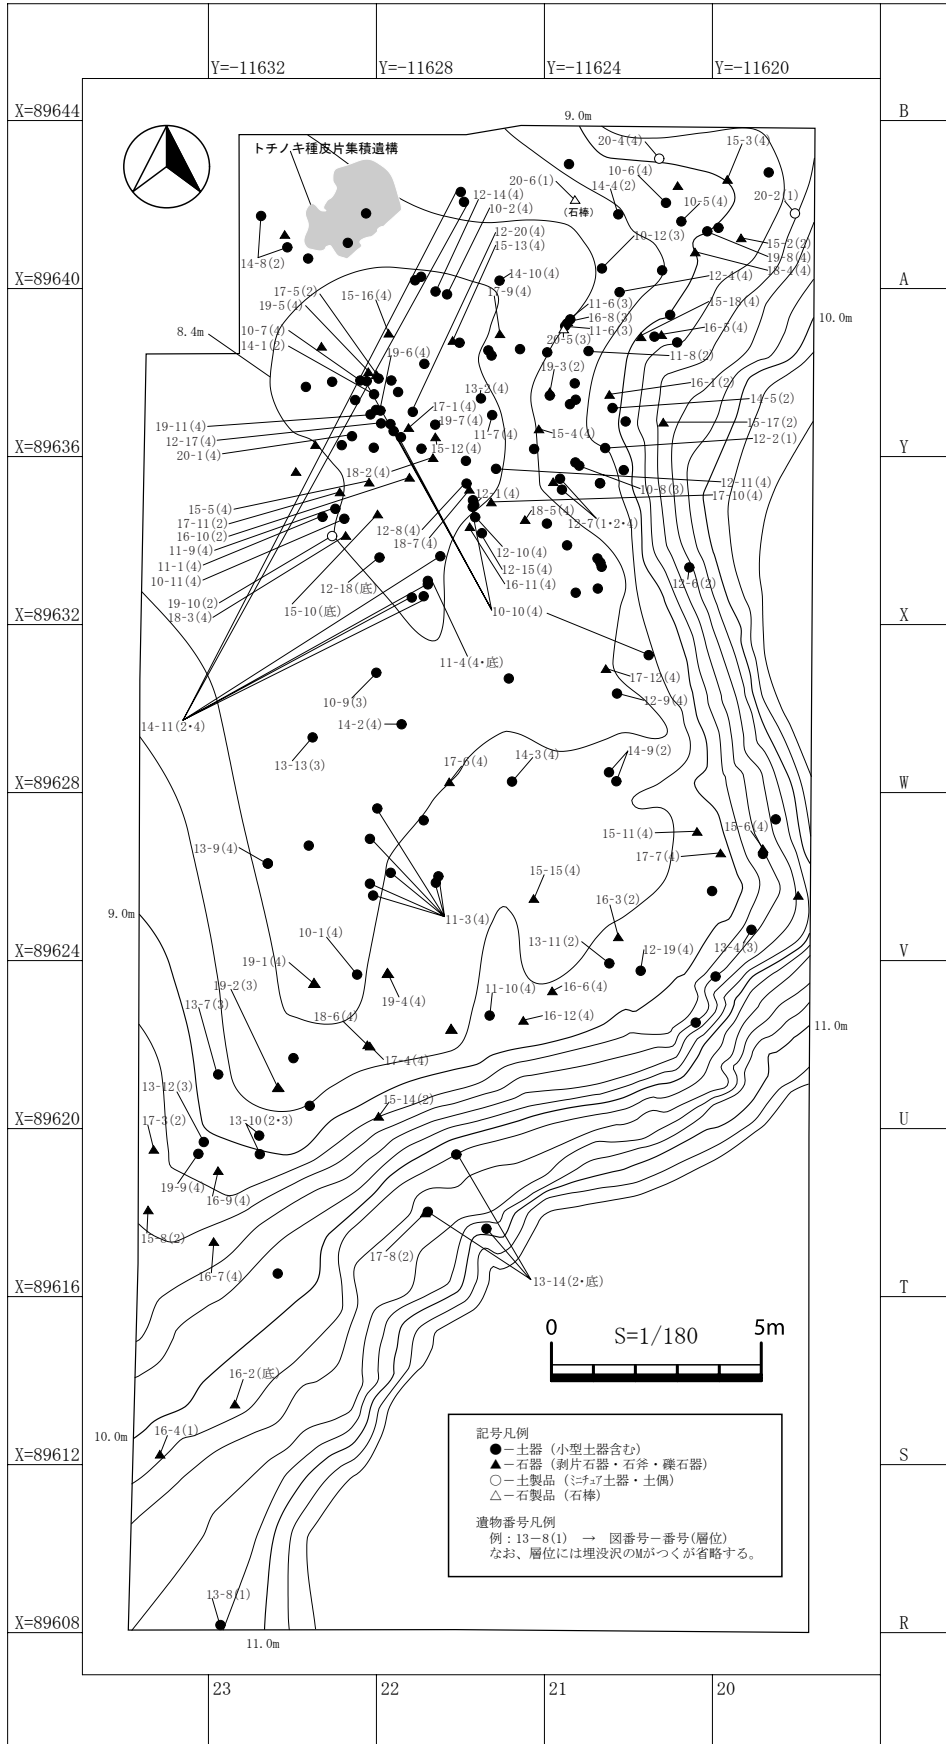 Y=-11632
Y=-11628
Y=-11624
Y=-11620
X=89644
B
9.0m
トチノキ種皮片集積遺構
20-4(4)
15-3(4)
10-6(4)
20-6(1)
14-4(2)
(石棒)
10-5(4)
20-2(1)
12-14(4)
10-2(4)
12-20(4)
15-13(4)
10-12(3)
15-2(2)
19-8(4)
18-4(4)
14-8(2)
14-10(4)
12-4(4)
X=89640
A
17-5(2)
19-5(4)
15-16(4)
17-9(4)
11-6(3)
16-8(3)
11-6(3)
20-5(3)
15-18(4)
16-5(4)
10.0m
8.4m
10-7(4)
14-1(2)
19-6(4)
19-3(2)
11-8(2)
16-1(2)
13-2(4)
14-5(2)
17-1(4)
19-7(4)
11-7(4)
15-4(4)
15-17(2)
12-2(1)
19-11(4)
12-17(4)
20-1(4)
15-12(4)
X=89636
Y
18-2(4)
12-1(4)
10-8(3)
12-11(4)
17-10(4)
15-5(4)
17-11(2)
16-10(2)
11-9(4)
11-1(4)
10-11(4)
12-8(4)
18-7(4)
18-5(4)
12-7(1・2・4)
12-10(4)
12-15(4)
16-11(4)
19-10(2)
18-3(4)
15-10(底)
12-18(底)
12-6(2)
10-10(4)
X=89632
X
11-4(4・底)
17-12(4)
10-9(3)
12-9(4)
14-11(2・4)
14-2(4)
13-13(3)
17-6(4)
14-3(4)
14-9(2)
X=89628
W
15-11(4)
15-6(4)
17-7(4)
13-9(4)
15-15(4)
16-3(2)
9.0m
11-3(4)
10-1(4)
13-11(2)
12-19(4)
13-4(3)
X=89624
V
19-1(4)
19-2(3)
19-4(4)
11-10(4)
16-6(4)
16-12(4)
13-7(3)
18-6(4)
17-4(4)
11.0m
13-12(3)
15-14(2)
X=89620
U
17-3(2)
13-10(2・3)
19-9(4)
16-9(4)
15-8(2)
16-7(4)
17-8(2)
13-14(2・底)
X=89616
T
0
S=1/180
5m
16-2(底)
16-4(1)
10.0m
X=89612
S
記号凡例
●－土器（小型土器含む）
▲－石器（剥片石器・石斧・礫石器）
○－土製品（ﾐﾆﾁｭｱ土器・土偶）
△－石製品（石棒）
遺物番号凡例
例：13－8(1)　→　図番号－番号(層位)
なお、層位には埋没沢のMがつくが省略する。
13-8(1)
X=89608
R
11.0m
23
22
21
20